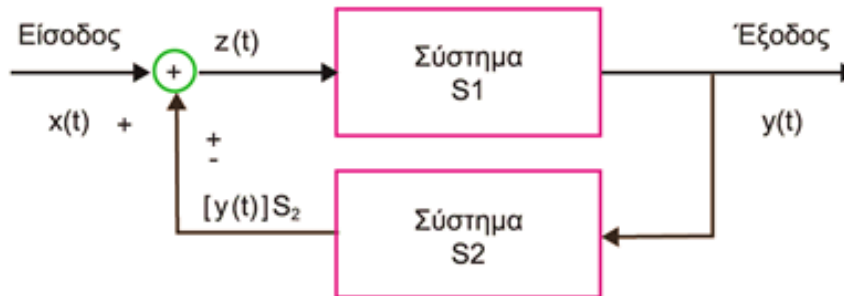 Είσοδος
z(t)
Σύστημα
S1
Έξοδος
+
x(t) +
y(t)
+
-
[y(t)]S₂
Σύστημα
S2